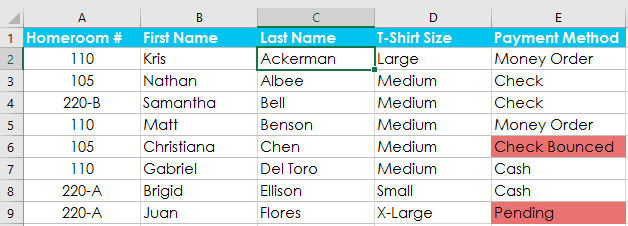 A B C D E
1 Homeroom # First Name Last Name T-Shirt Size Payment Method
2 110 Kris Ackerman Large Money Order
3 105 Nathan Albee Medium Check
4 220-B Samantha Bell Medium Check
5 110 Matt Benson Medium Money Order
6 105 Christiana Chen Medium Check Bounced
7 110 Gabriel Del Toro Medium Cash
8 220-A Brigid Ellison Small Cash
9 220-A Juan Flores X-Large Pending